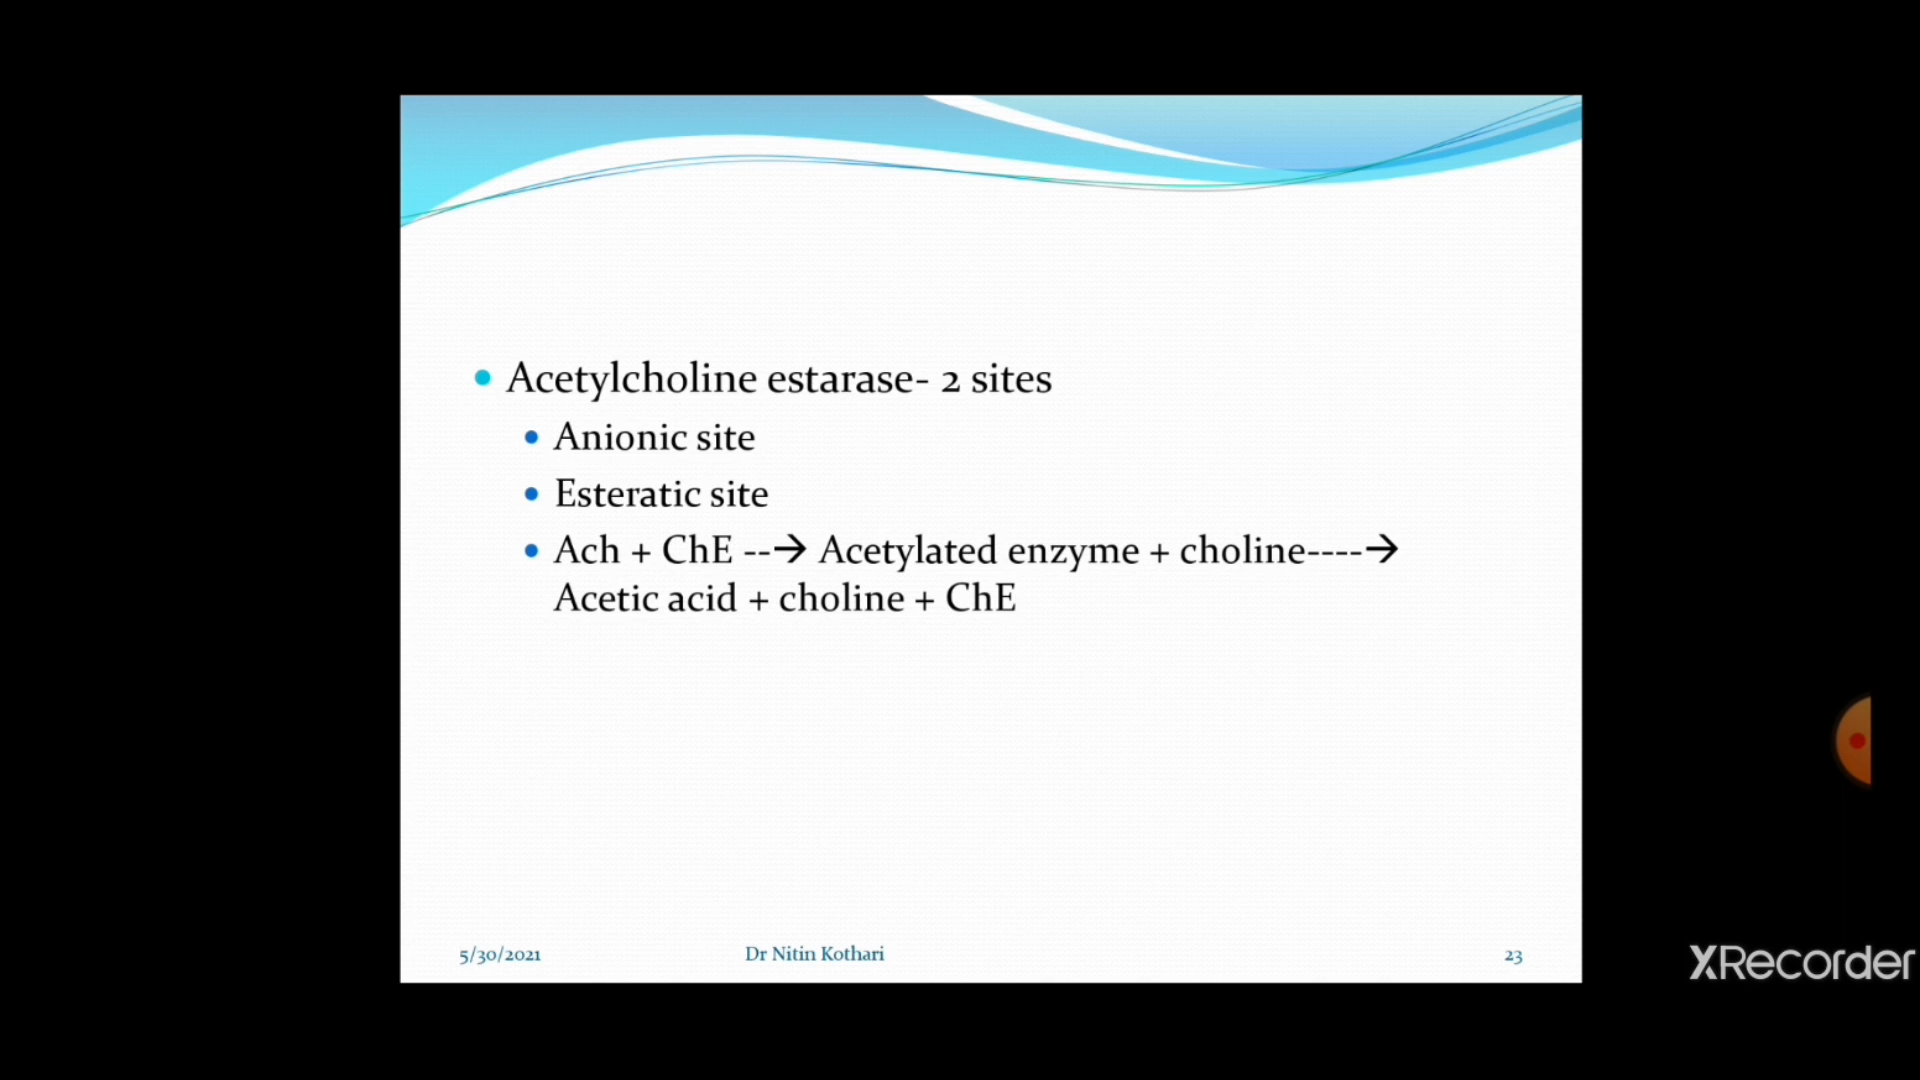 Acetylcholine estarase- 2 sites
Anionic site
Esteratic site
Ach + ChE --→ Acetylated enzyme + choline----→
Acetic acid + choline + ChE
5/30/2021
Dr Nitin Kothari
23
XRecorder